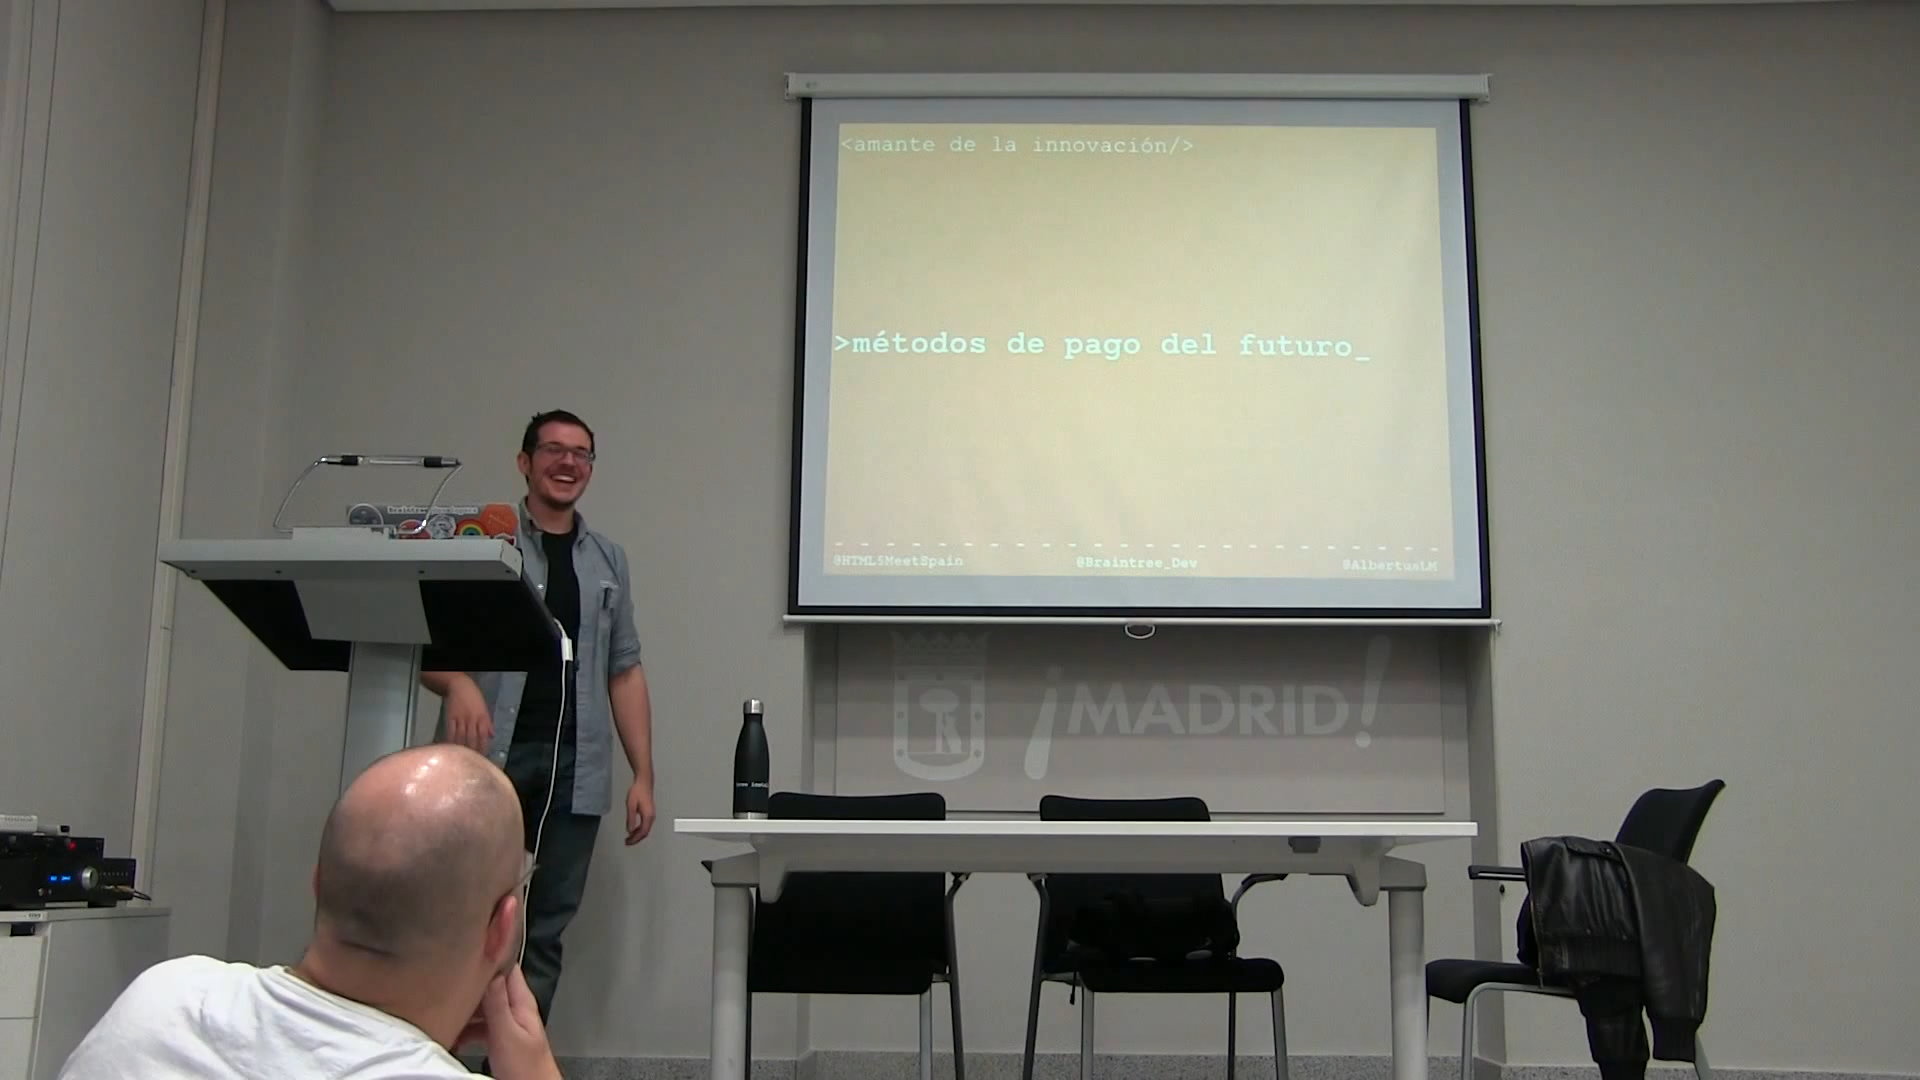 <amante de la innovación/>
>métodos de pago del futuro_
@HTML5MeetSpain @Braintree_Dev @AlbertusLM
¡MADRID!